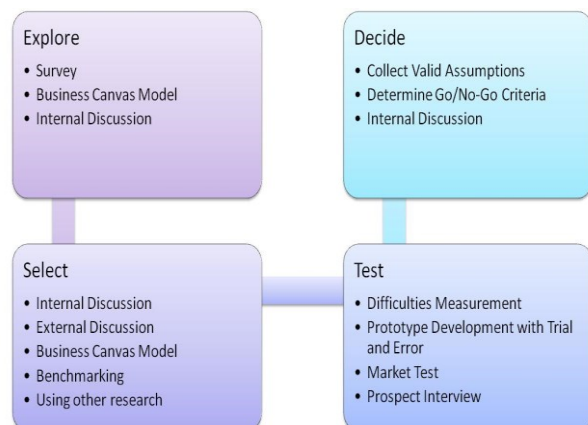 Explore
• Survey
• Business Canvas Model
• Internal Discussion
Select
• Internal Discussion
• External Discussion
• Business Canvas Model
• Benchmarking
• Using other research
Test
• Difficulties Measurement
• Prototype Development with Trial
and Error
• Market Test
• Prospect Interview
Decide
• Collect Valid Assumptions
• Determine Go/No-Go Criteria
• Internal Discussion